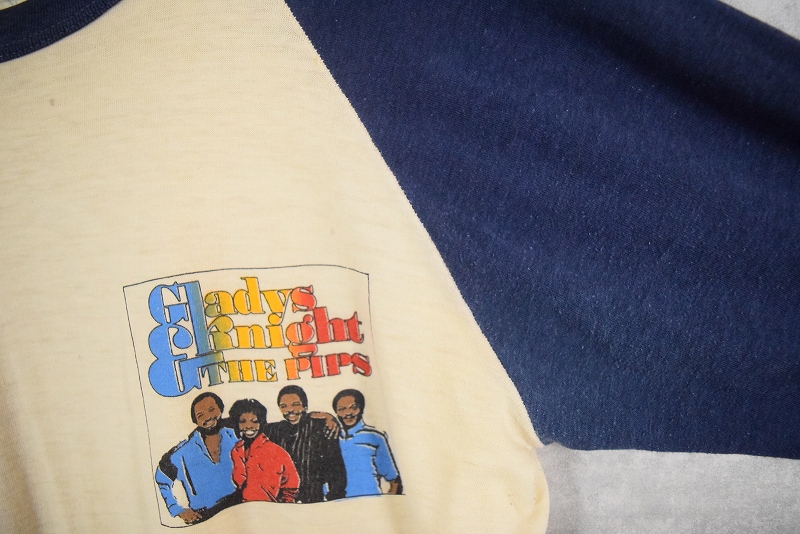 Gladys
Knight
& THE PIPS